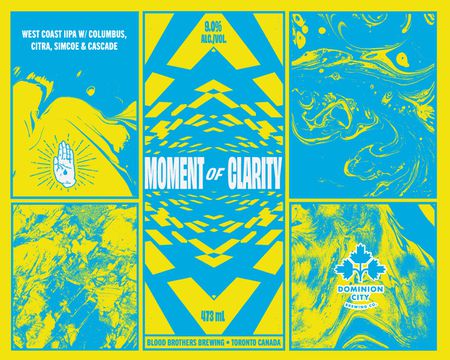 WEST COAST IIPA W/ COLUMBUS,
CITRA, SIMCOE & CASCADE
9.0%
ALC./VOL.
MOMENT OF CLARITY
473 mL
BLOOD BROTHERS BREWING • TORONTO CANADA
DOMINION
CITY
BREWING CO.